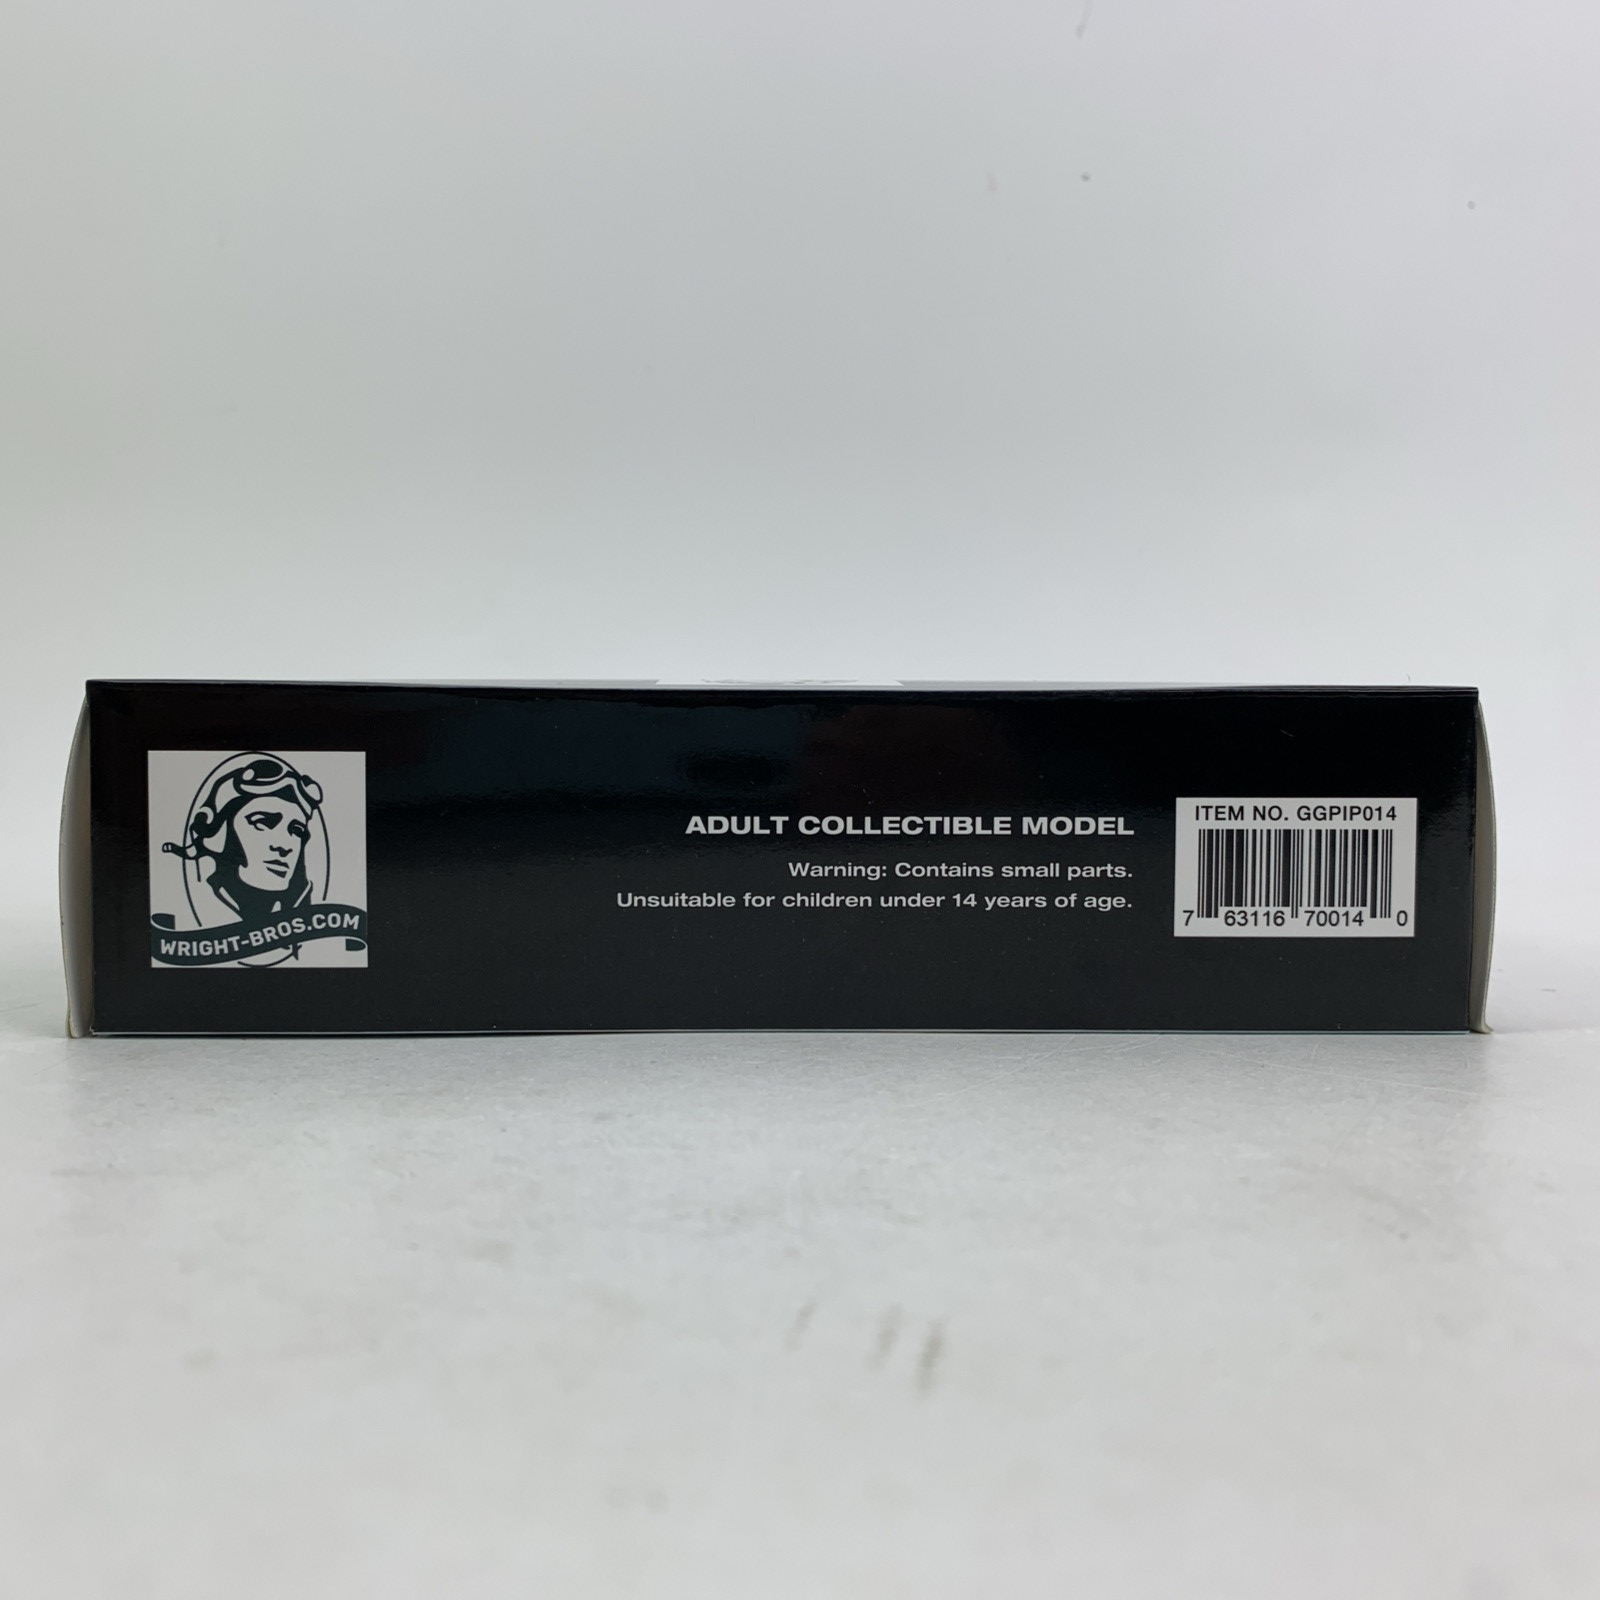 WRIGHT-BROS.COM
ADULT COLLECTIBLE MODEL
Warning: Contains small parts.
Unsuitable for children under 14 years of age.
ITEM NO. GGPIP014
7 63116 70014 0